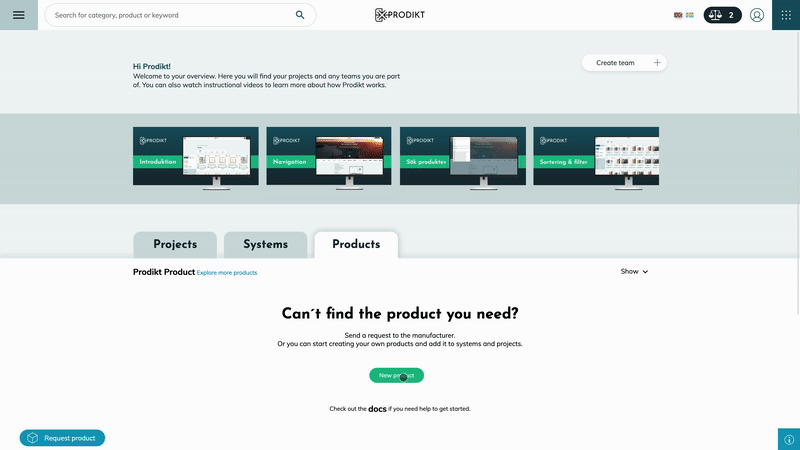 Search for category, product or keyword
PRODIKT
2
Hi Prodikt!
Welcome to your overview. Here you will find your projects and any teams you are part
of. You can also watch instructional videos to learn more about how Prodikt works.
Create team
PRODIKT
Introduktion
PRODIKT
Navigation
PRODIKT
Sök produkter
PRODIKT
Sortering & filter
Projects
Systems
Products
Prodikt Product Explore more products
Show
Can´t find the product you need?
Send a request to the manufacturer.
Or you can start creating your own products and add it to systems and projects.
New product
Check out the docs if you need help to get started.
Request product